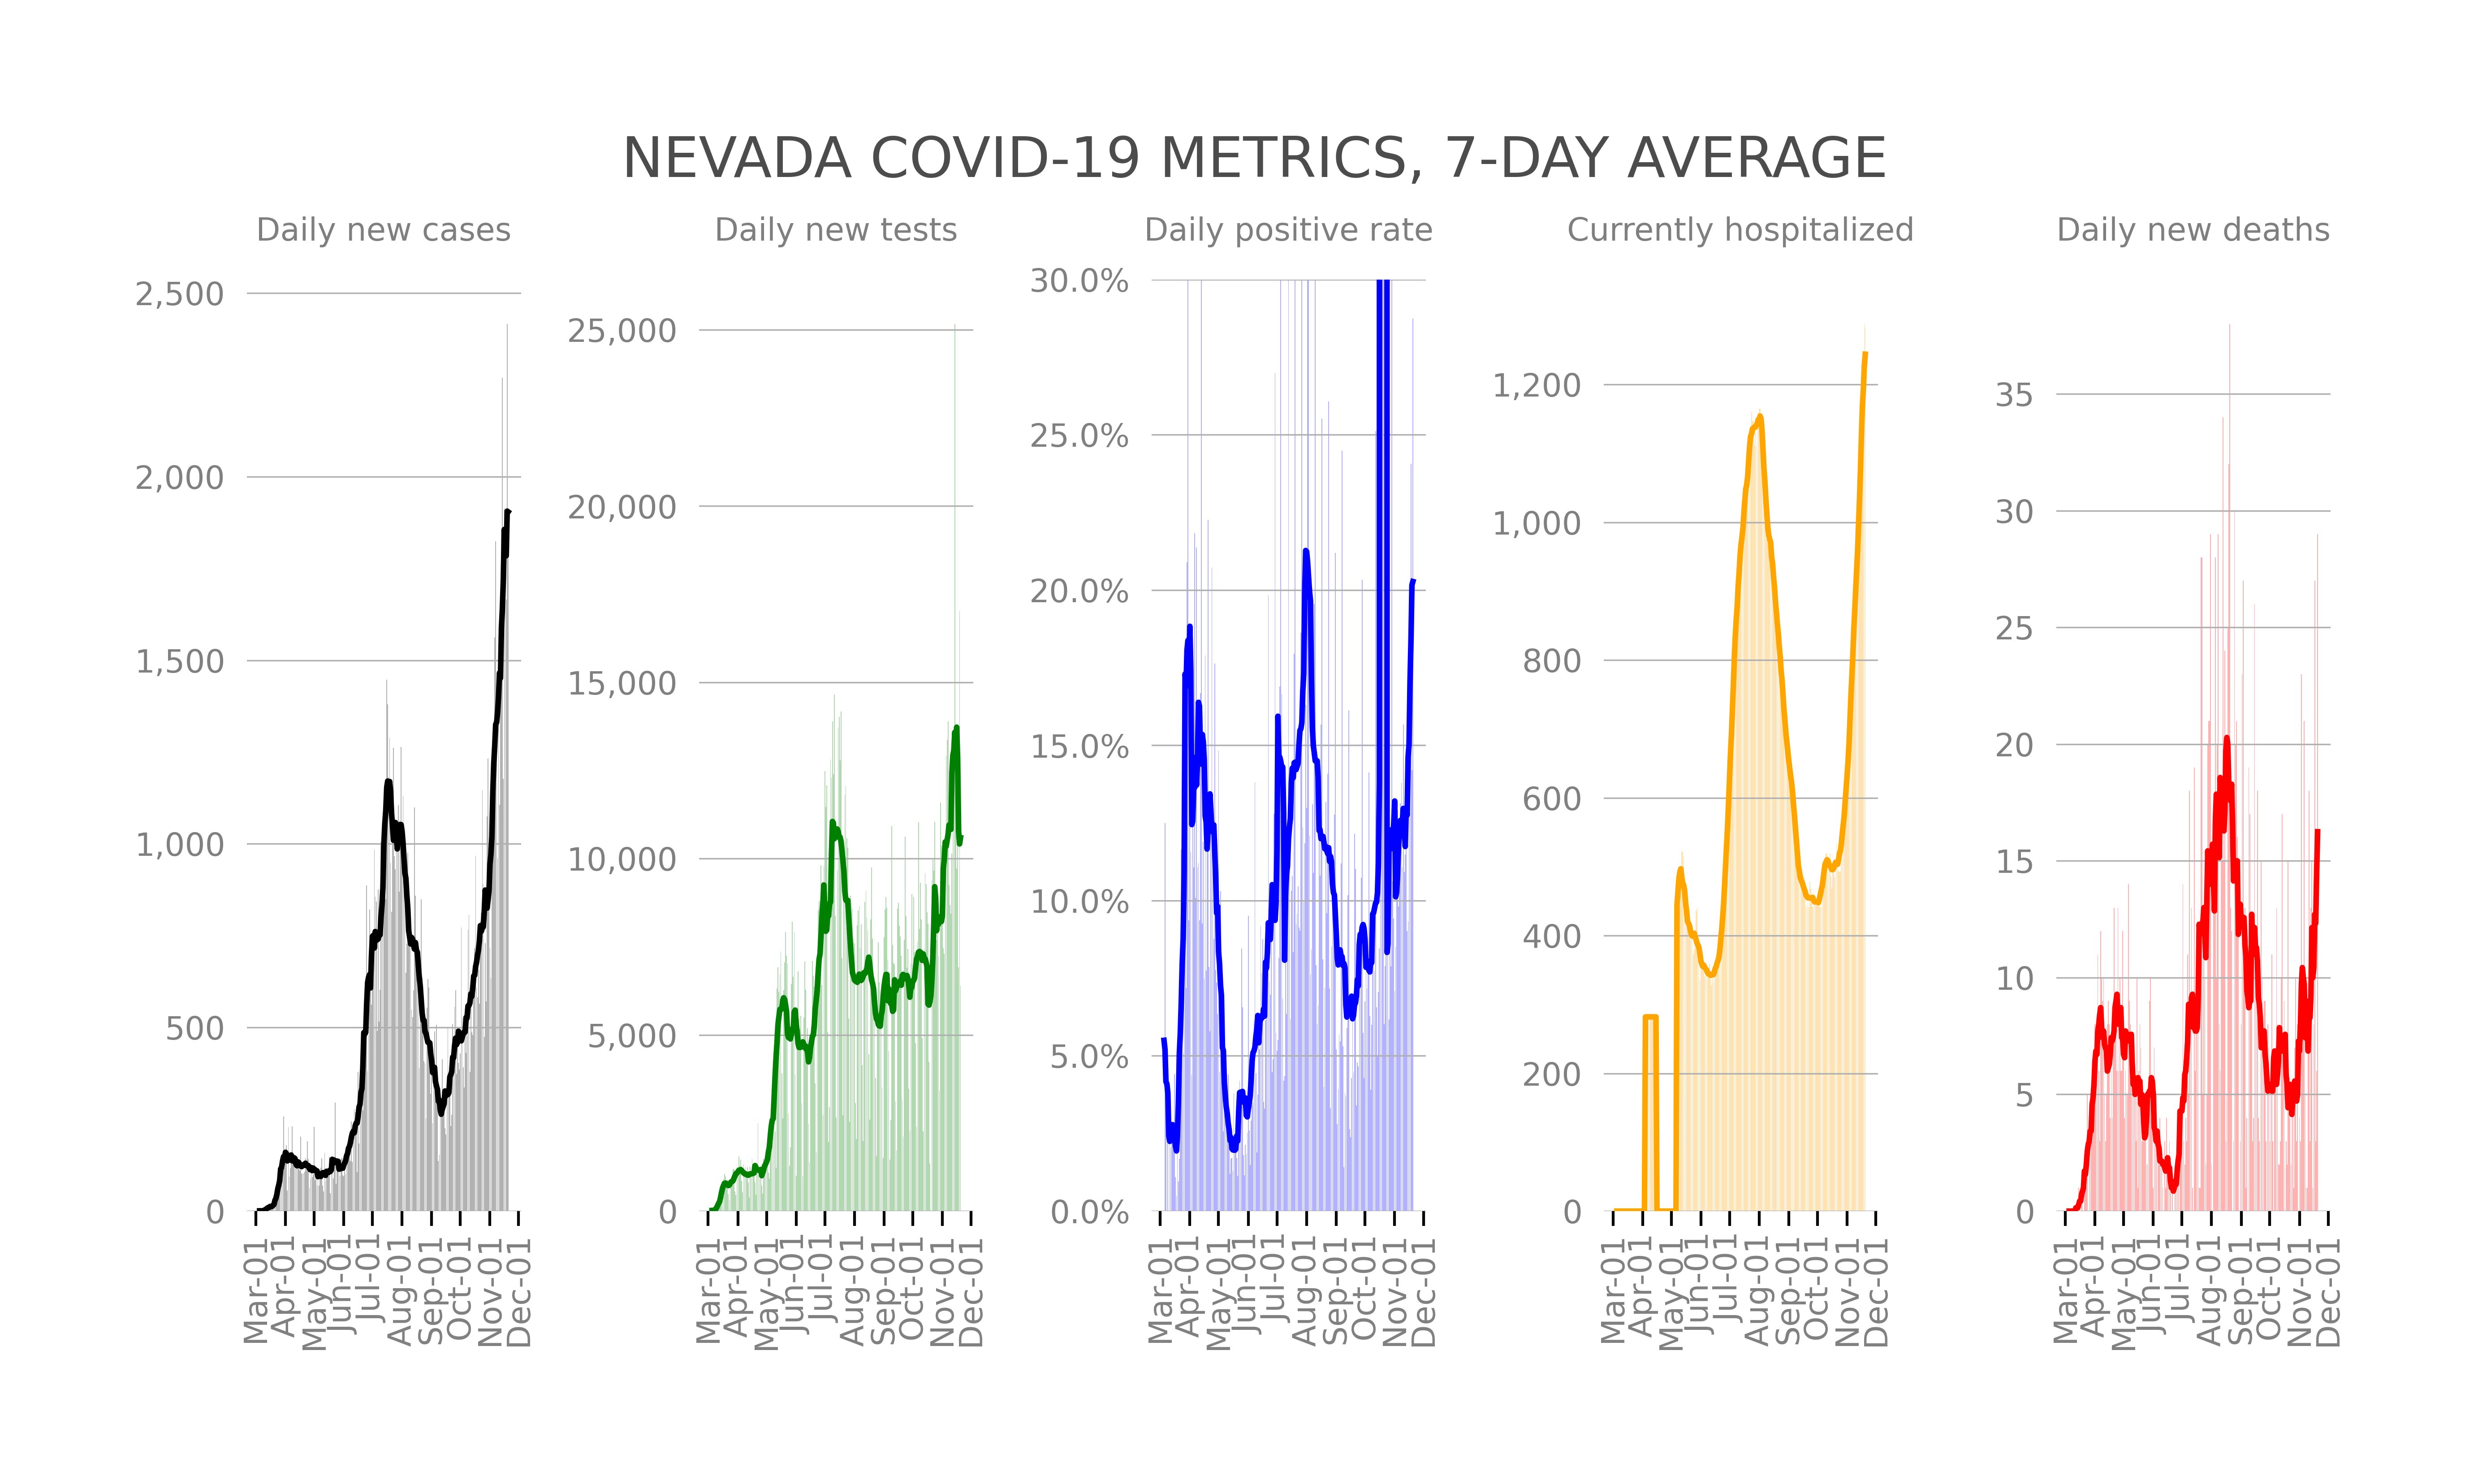 NEVADA COVID-19 METRICS, 7-DAY AVERAGE
Daily new cases
2,500
2,000
1,500
1,000
500
0
Mar-01
Apr-01
May-01
Jun-01
Jul-01
Aug-01
Sep-01
Oct-01
Nov-01
Dec-01
Daily new tests
25,000
20,000
15,000
10,000
5,000
0
Mar-01
Apr-01
May-01
Jun-01
Jul-01
Aug-01
Sep-01
Oct-01
Nov-01
Dec-01
Daily positive rate
30.0%
25.0%
20.0%
15.0%
10.0%
5.0%
0.0%
Mar-01
Apr-01
May-01
Jun-01
Jul-01
Aug-01
Sep-01
Oct-01
Nov-01
Dec-01
Currently hospitalized
1,200
1,000
800
600
400
200
0
Mar-01
Apr-01
May-01
Jun-01
Jul-01
Aug-01
Sep-01
Oct-01
Nov-01
Dec-01
Daily new deaths
35
30
25
20
15
10
5
0
Mar-01
Apr-01
May-01
Jun-01
Jul-01
Aug-01
Sep-01
Oct-01
Nov-01
Dec-01